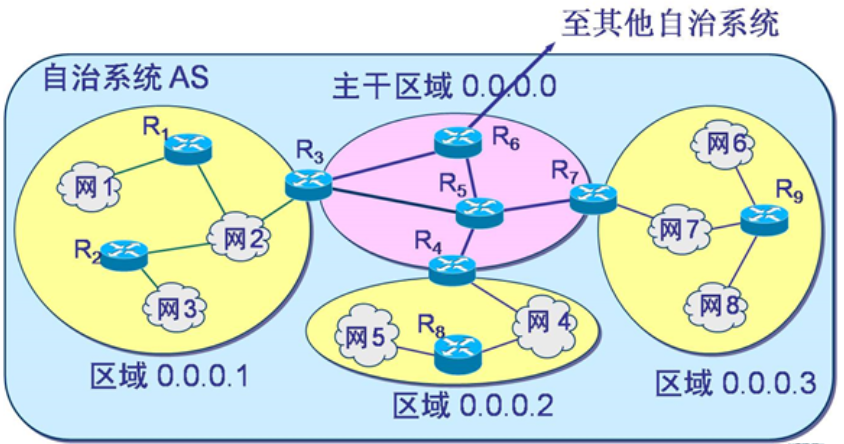 至其他自治系统
自治系统 AS
主干区域 0.0.0.0
R1
R3
R6
网6
R7
网1
R5
R9
R2
网2
R4
网7
网3
网5
R8
网4
网8
区域 0.0.0.1
区域 0.0.0.2
区域 0.0.0.3